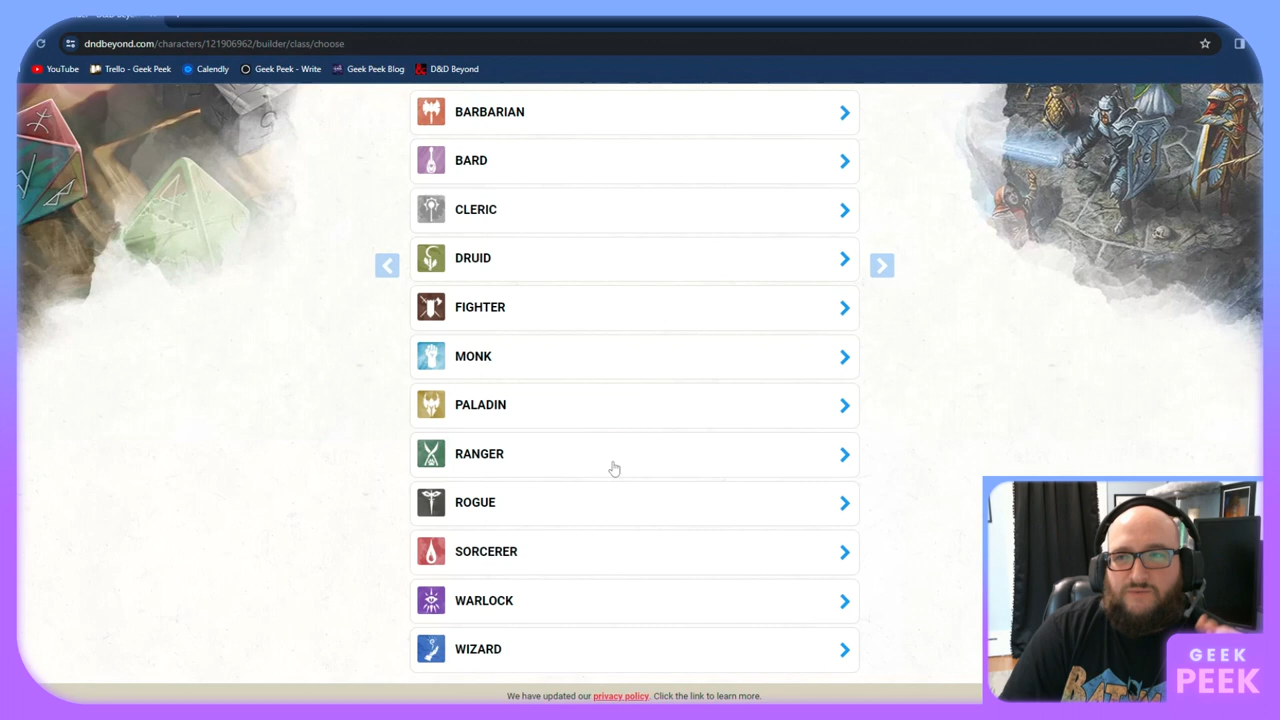 dndbeyond.com/characters/121906962/builder/class/choose
YouTube Trello - Geek Peek Calendly Geek Peek - Write Geek Peek Blog D&D Beyond
BARBARIAN
BARD
CLERIC
DRUID
FIGHTER
MONK
PALADIN
RANGER
ROGUE
SORCERER
WARLOCK
WIZARD
We have updated our privacy policy. Click the link to learn more.
GEEK
PEEK